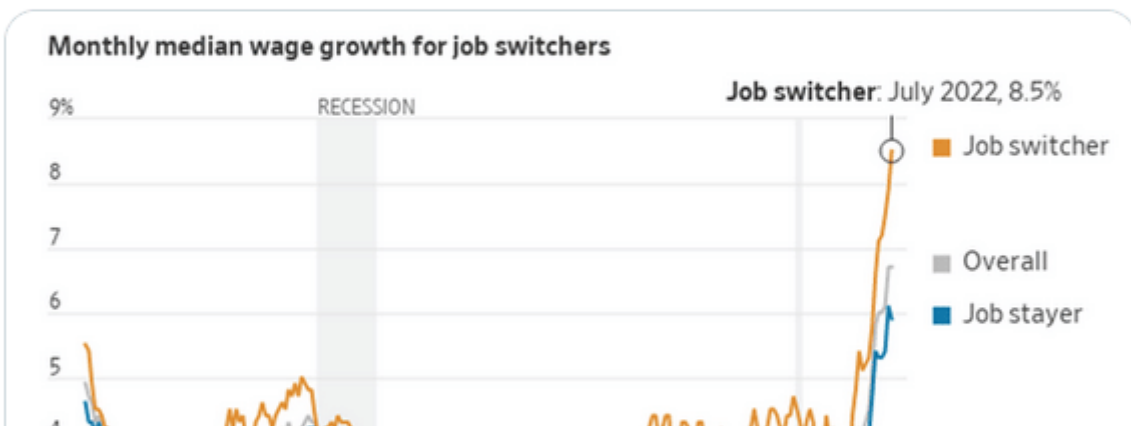 Monthly median wage growth for job switchers
Job switcher: July 2022, 8.5%
9%
RECESSION
Job switcher
8
7
Overall
6
Job stayer
5